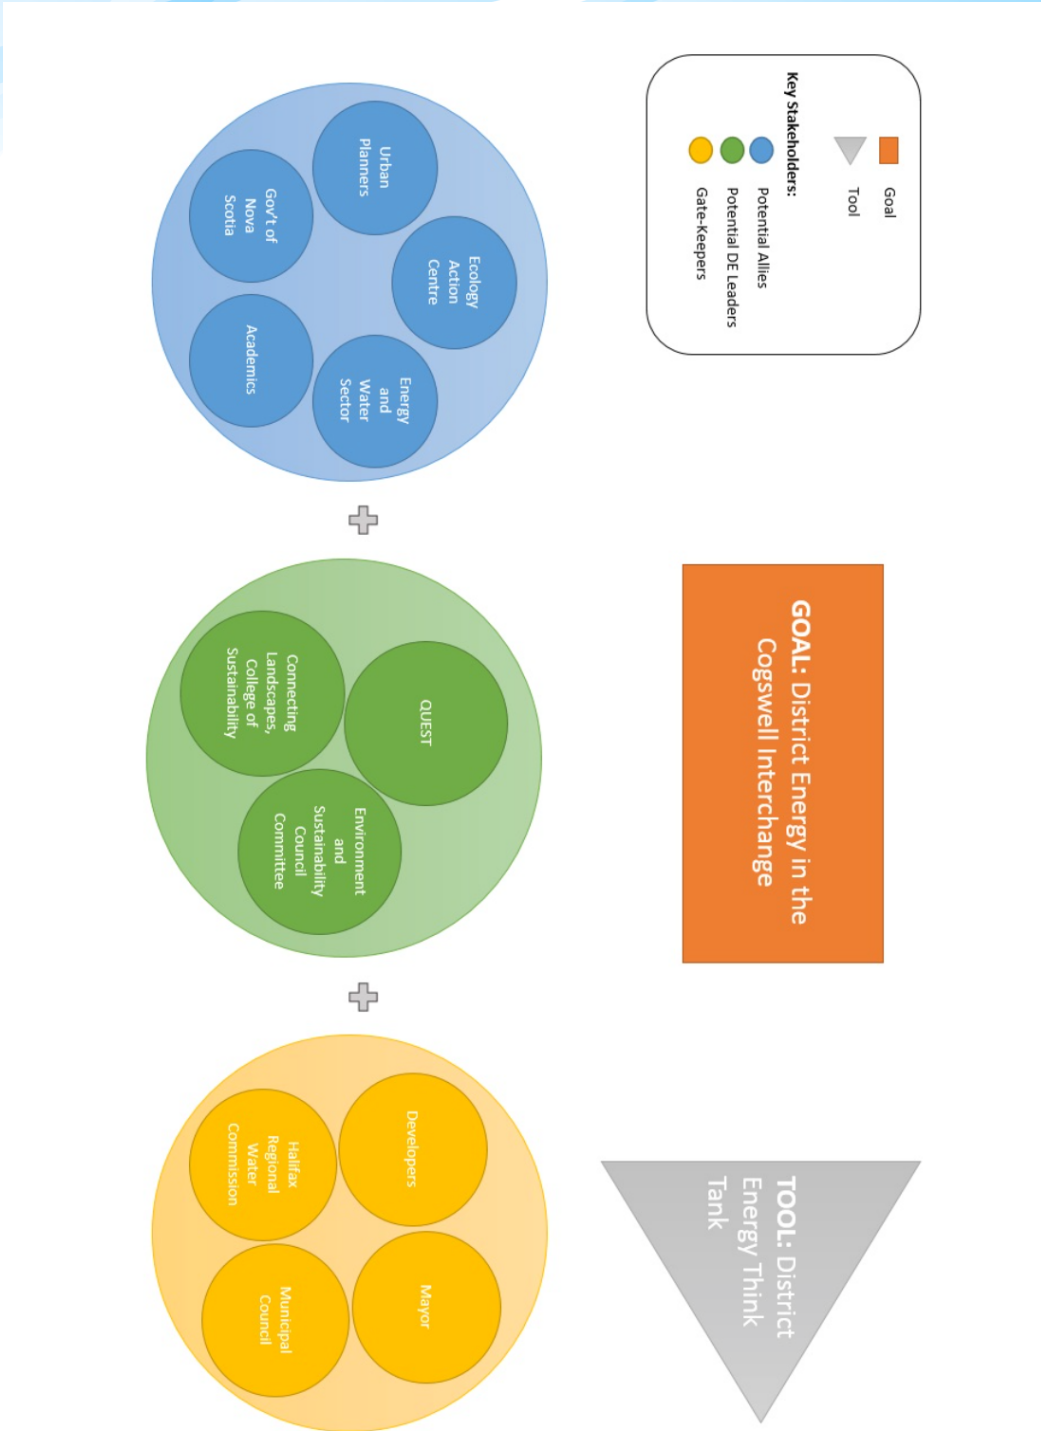 Goal
Tool
Key Stakeholders:
Potential Allies
Potential DE Leaders
Gate-Keepers
GOAL: District Energy in the
Cogswell Interchange
TOOL: District
Energy Think
Tank
Ecology
Action
Centre
Urban
Planners
Energy
and
Water
Sector
Gov't of
Nova
Scotia
Academics
QUEST
Connecting
Landscapes,
College of
Sustainability
Environment
and
Sustainability
Council
Committee
Developers
Mayor
Halifax
Regional
Water
Commission
Municipal
Council